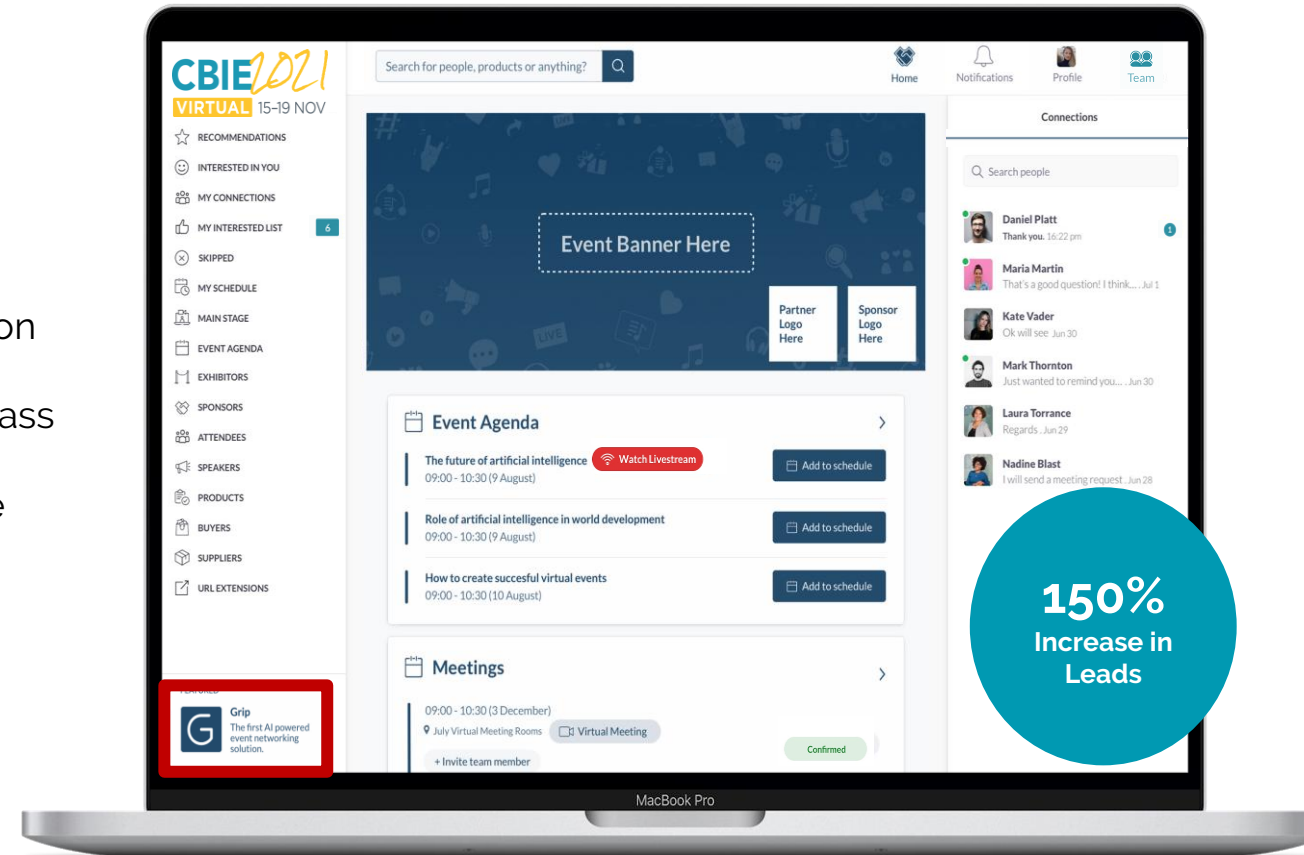 on
ass
e
CBIE2021
VIRTUAL 15-19 NOV
RECOMMENDATIONS
INTERESTED IN YOU
MY CONNECTIONS
MY INTERESTED LIST 6
SKIPPED
MY SCHEDULE
MAIN STAGE
EVENT AGENDA
EXHIBITORS
SPONSORS
ATTENDEES
SPEAKERS
PRODUCTS
BUYERS
SUPPLIERS
URL EXTENSIONS
FEATURED
G
Grip
The first AI powered
event networking
solution.
Search for people, products or anything?
Home
Notifications
Profile
Team
LIVE
Event Banner Here
Partner
Logo
Here
Sponsor
Logo
Here
LIVE
Event Agenda
The future of artificial intelligence Watch Livestream
09:00 - 10:30 (9 August)
Add to schedule
Role of artificial intelligence in world development
09:00 - 10:30 (9 August)
Add to schedule
How to create succesful virtual events
09:00 - 10:30 (10 August)
Add to schedule
Meetings
09:00 - 10:30 (3 December)
July Virtual Meeting Rooms Virtual Meeting
Confirmed
+ Invite team member
Connections
Search people
Daniel Platt
Thank you. 16:22 pm
1
Maria Martin
That's a good question! I think.... . Jul 1
Kate Vader
Ok will see Jun 30
Mark Thornton
Just wanted to remind you.... . Jun 30
Laura Torrance
Regards . Jun 29
Nadine Blast
I will send a meeting request . Jun 28
150%
Increase in
Leads
MacBook Pro